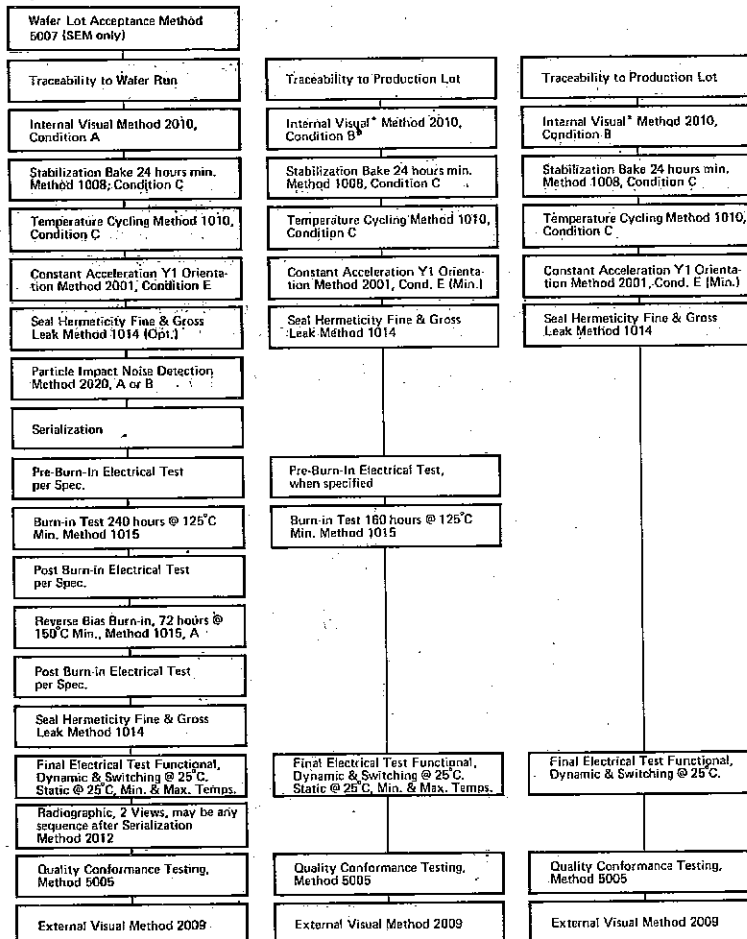 Wafer Lot Acceptance Method
5007 (SEM only)
Traceability to Wafer Run
Internal Visual Method 2010,
Condition A
Stabilization Bake 24 hours min.
Method 1008; Condition C
Temperature Cycling Method 1010,
Condition C
Constant Acceleration Y1 Orienta-
tion Method 2001, Condition E
Seal Hermeticity Fine & Gross
Leak Method 1014 (Opt.)
Particle Impact Noise Detection
Method 2020, A or B
Serialization
Pre-Burn-In Electrical Test
per Spec.
Burn-in Test 240 hours @ 125°C
Min. Method 1015
Post Burn-in Electrical Test
per Spec.
Reverse Bias Burn-in, 72 hours @
150°C Min., Method 1015, A
Post Burn-in Electrical Test
per Spec.
Seal Hermeticity Fine & Gross
Leak Method 1014
Final Electrical Test Functional,
Dynamic & Switching @ 25°C.
Static @ 25°C, Min. & Max. Temps.
Radiographic, 2 Views, may be any
sequence after Serialization
Method 2012
Quality Conformance Testing,
Method 5005
External Visual Method 2009
Traceability to Production Lot
Internal Visual* Method 2010,
Condition B*
Stabilization Bake 24 hours min.
Method 1008, Condition C
Temperature Cycling Method 1010,
Condition C
Constant Acceleration Y1 Orienta-
tion Method 2001, Cond. E (Min.)
Seal Hermeticity Fine & Gross
Leak Method 1014
Pre-Burn-In Electrical Test,
when specified
Burn-in Test 160 hours @ 125°C
Min. Method 1015
Final Electrical Test Functional,
Dynamic & Switching @ 25°C.
Static @ 25°C, Min. & Max. Temps.
Quality Conformance Testing,
Method 5005
External Visual Method 2009
Traceability to Production Lot
Internal Visual* Method 2010,
Condition B
Stabilization Bake 24 hours min.
Method 1008, Condition C
Temperature Cycling Method 1010,
Condition C
Constant Acceleration Y1 Orienta-
tion Method 2001, Cond. E (Min.)
Seal Hermeticity Fine & Gross
Leak Method 1014
Final Electrical Test Functional,
Dynamic & Switching @ 25°C.
Quality Conformance Testing,
Method 5005
External Visual Method 2009